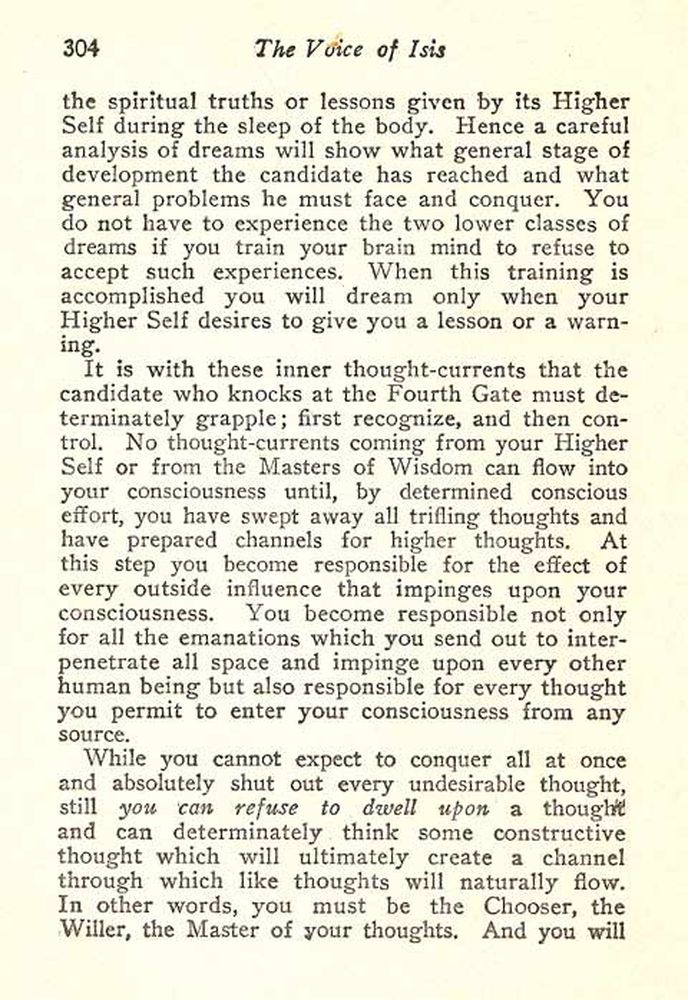 304 The Voice of Isis
the spiritual truths or lessons given by its Higher
Self during the sleep of the body. Hence a careful
analysis of dreams will show what general stage of
development the candidate has reached and what
general problems he must face and conquer. You
do not have to experience the two lower classes of
dreams if you train your brain mind to refuse to
accept such experiences. When this training is
accomplished you will dream only when your
Higher Self desires to give you a lesson or a warn-
ing.
It is with these inner thought-currents that the
candidate who knocks at the Fourth Gate must de-
terminately grapple; first recognize, and then con-
trol. No thought-currents coming from your Higher
Self or from the Masters of Wisdom can flow into
your consciousness until, by determined conscious
effort, you have swept away all trifling thoughts and
have prepared channels for higher thoughts. At
this step you become responsible for the effect of
every outside influence that impinges upon your
consciousness. You become responsible not only
for all the emanations which you send out to inter-
penetrate all space and impinge upon every other
human being but also responsible for every thought
you permit to enter your consciousness from any
source.
While you cannot expect to conquer all at once
and absolutely shut out every undesirable thought,
still you can refuse to dwell upon a thought
and can determinately think some constructive
thought which will ultimately create a channel
through which like thoughts will naturally flow.
In other words, you must be the Chooser, the
Willer, the Master of your thoughts. And you will